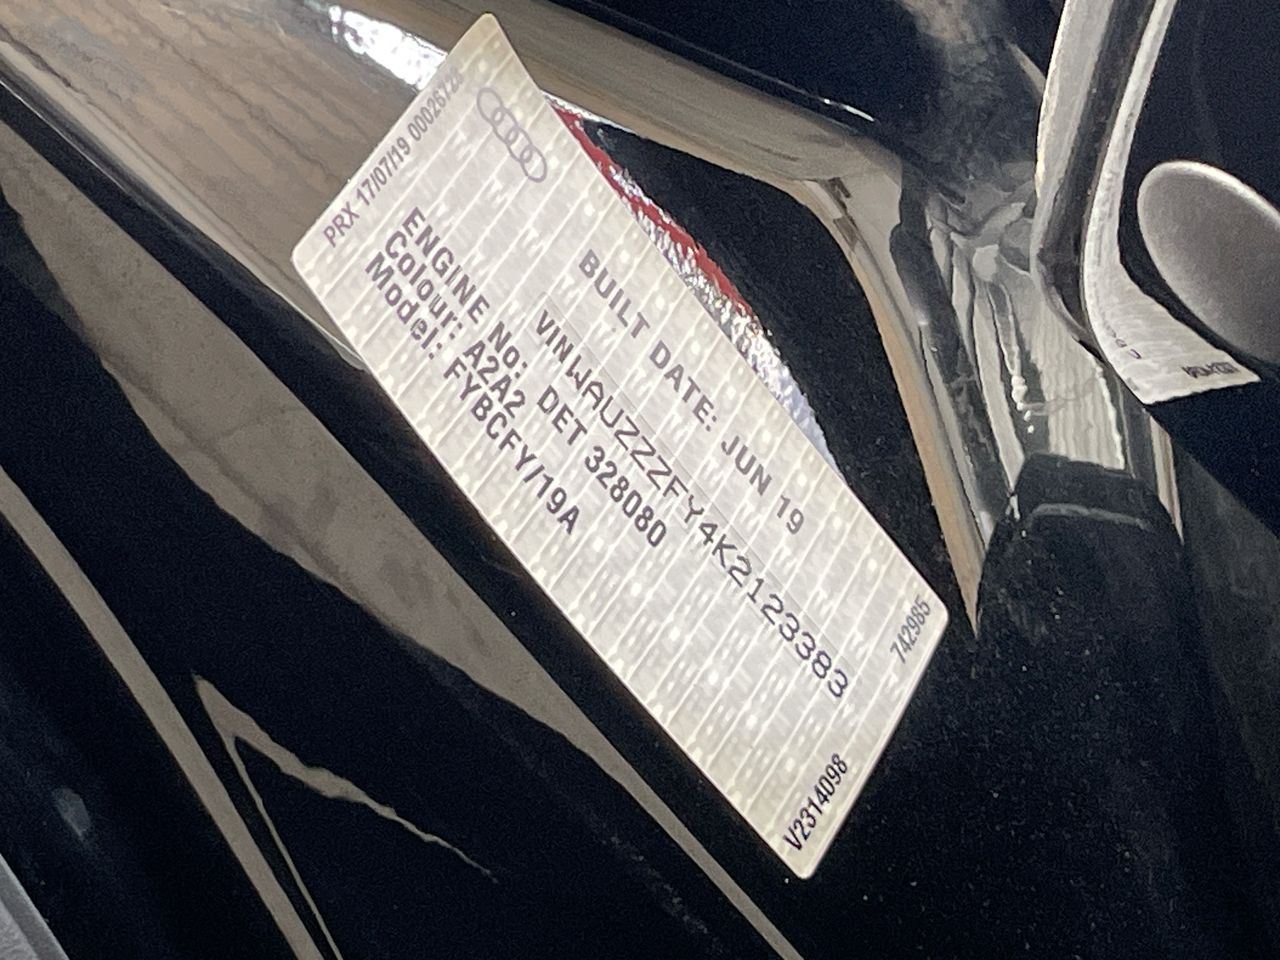 PRX 17/07/19
BUILT DATE: JUN 19
VIN WAUZZZFY4K2123383
ENGINE No: DET 328080
Colour: A2A2
Model: FYBCFY/19A
742985
V2314098